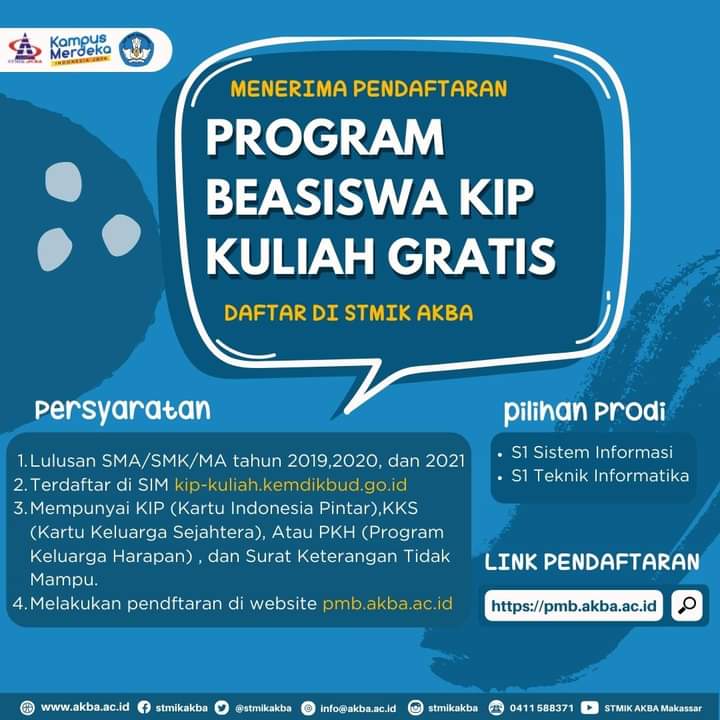 STMIK AKBA
Kampus
Merdeka
INDONESIA JAYA
MENERIMA PENDAFTARAN
PROGRAM
BEASISWA KIP
KULIAH GRATIS
DAFTAR DI STMIK AKBA
Persyaratan
1. Lulusan SMA/SMK/MA tahun 2019,2020, dan 2021
2. Terdaftar di SIM kip-kuliah.kemdikbud.go.id
3. Mempunyai KIP (Kartu Indonesia Pintar),KKS
(Kartu Keluarga Sejahtera), Atau PKH (Program
Keluarga Harapan) , dan Surat Keterangan Tidak
Mampu.
4. Melakukan pendftaran di website pmb.akba.ac.id
Pilihan Prodi
• S1 Sistem Informasi
• S1 Teknik Informatika
LINK PENDAFTARAN
https://pmb.akba.ac.id
www.akba.ac.id stmikakba @stmikakba info@akba.ac.id stmikakba 0411 588371 STMIK AKBA Makassar